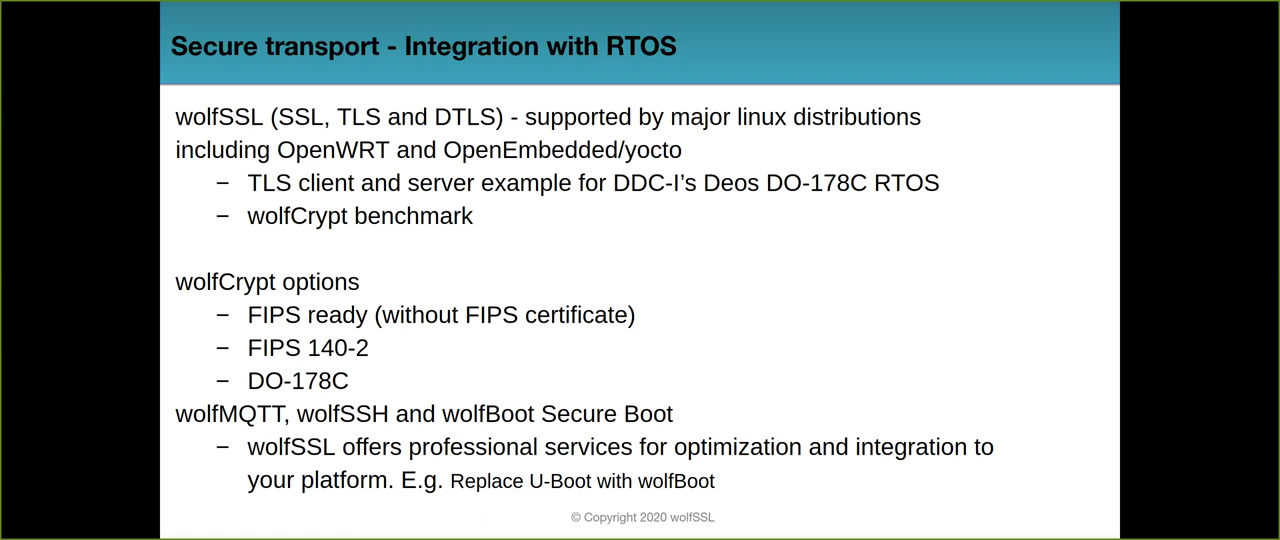 Secure transport - Integration with RTOS
wolfSSL (SSL, TLS and DTLS) - supported by major linux distributions
including OpenWRT and OpenEmbedded/yocto
– TLS client and server example for DDC-I’s Deos DO-178C RTOS
– wolfCrypt benchmark
wolfCrypt options
– FIPS ready (without FIPS certificate)
– FIPS 140-2
– DO-178C
wolfMQTT, wolfSSH and wolfBoot Secure Boot
– wolfSSL offers professional services for optimization and integration to
your platform. E.g. Replace U-Boot with wolfBoot
© Copyright 2020 wolfSSL